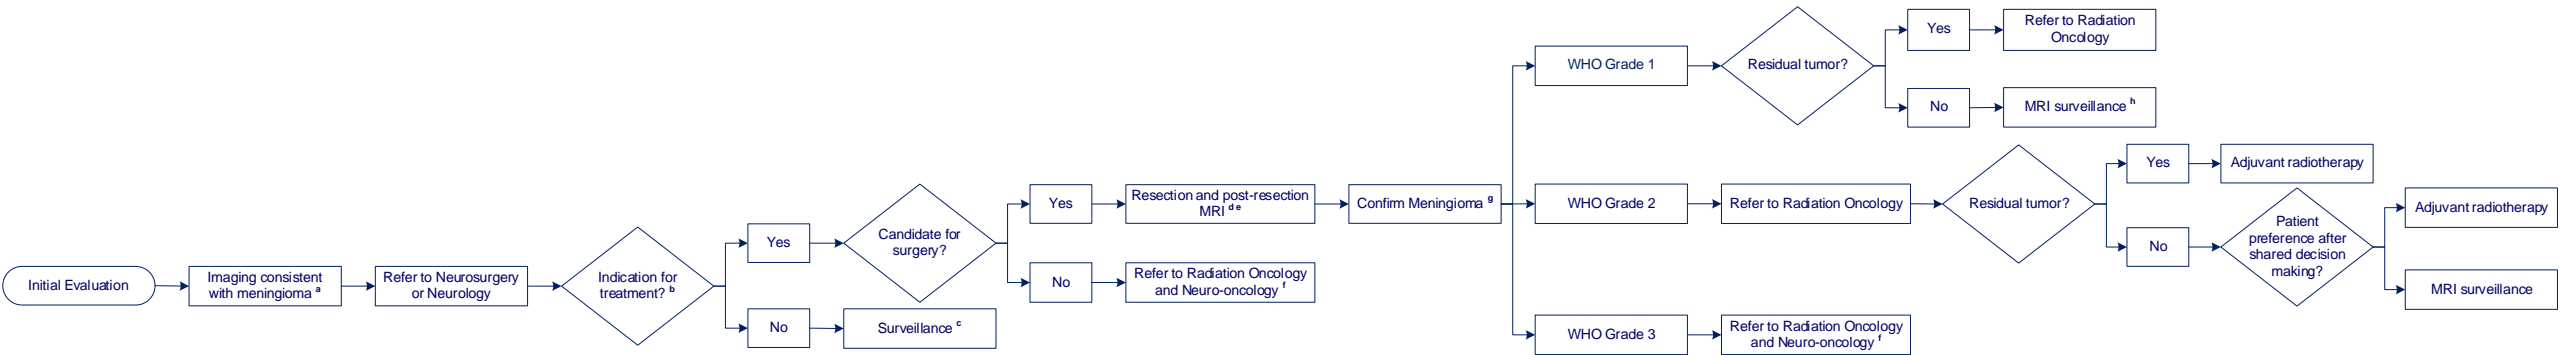 Initial Evaluation
Imaging consistent
with meningioma a
Refer to Neurosurgery
or Neurology
Indication for
treatment? b
Yes
No
Surveillance c
Candidate for
surgery?
Yes
No
Refer to Radiation Oncology
and Neuro-oncology f
Resection and post-resection
MRI d e
Confirm Meningioma g
WHO Grade 1
Residual tumor?
Yes
Refer to Radiation
Oncology
No
MRI surveillance h
WHO Grade 2
Refer to Radiation Oncology
Residual tumor?
Yes
Adjuvant radiotherapy
No
Patient
preference after
shared decision
making?
Adjuvant radiotherapy
MRI surveillance
WHO Grade 3
Refer to Radiation Oncology
and Neuro-oncology f